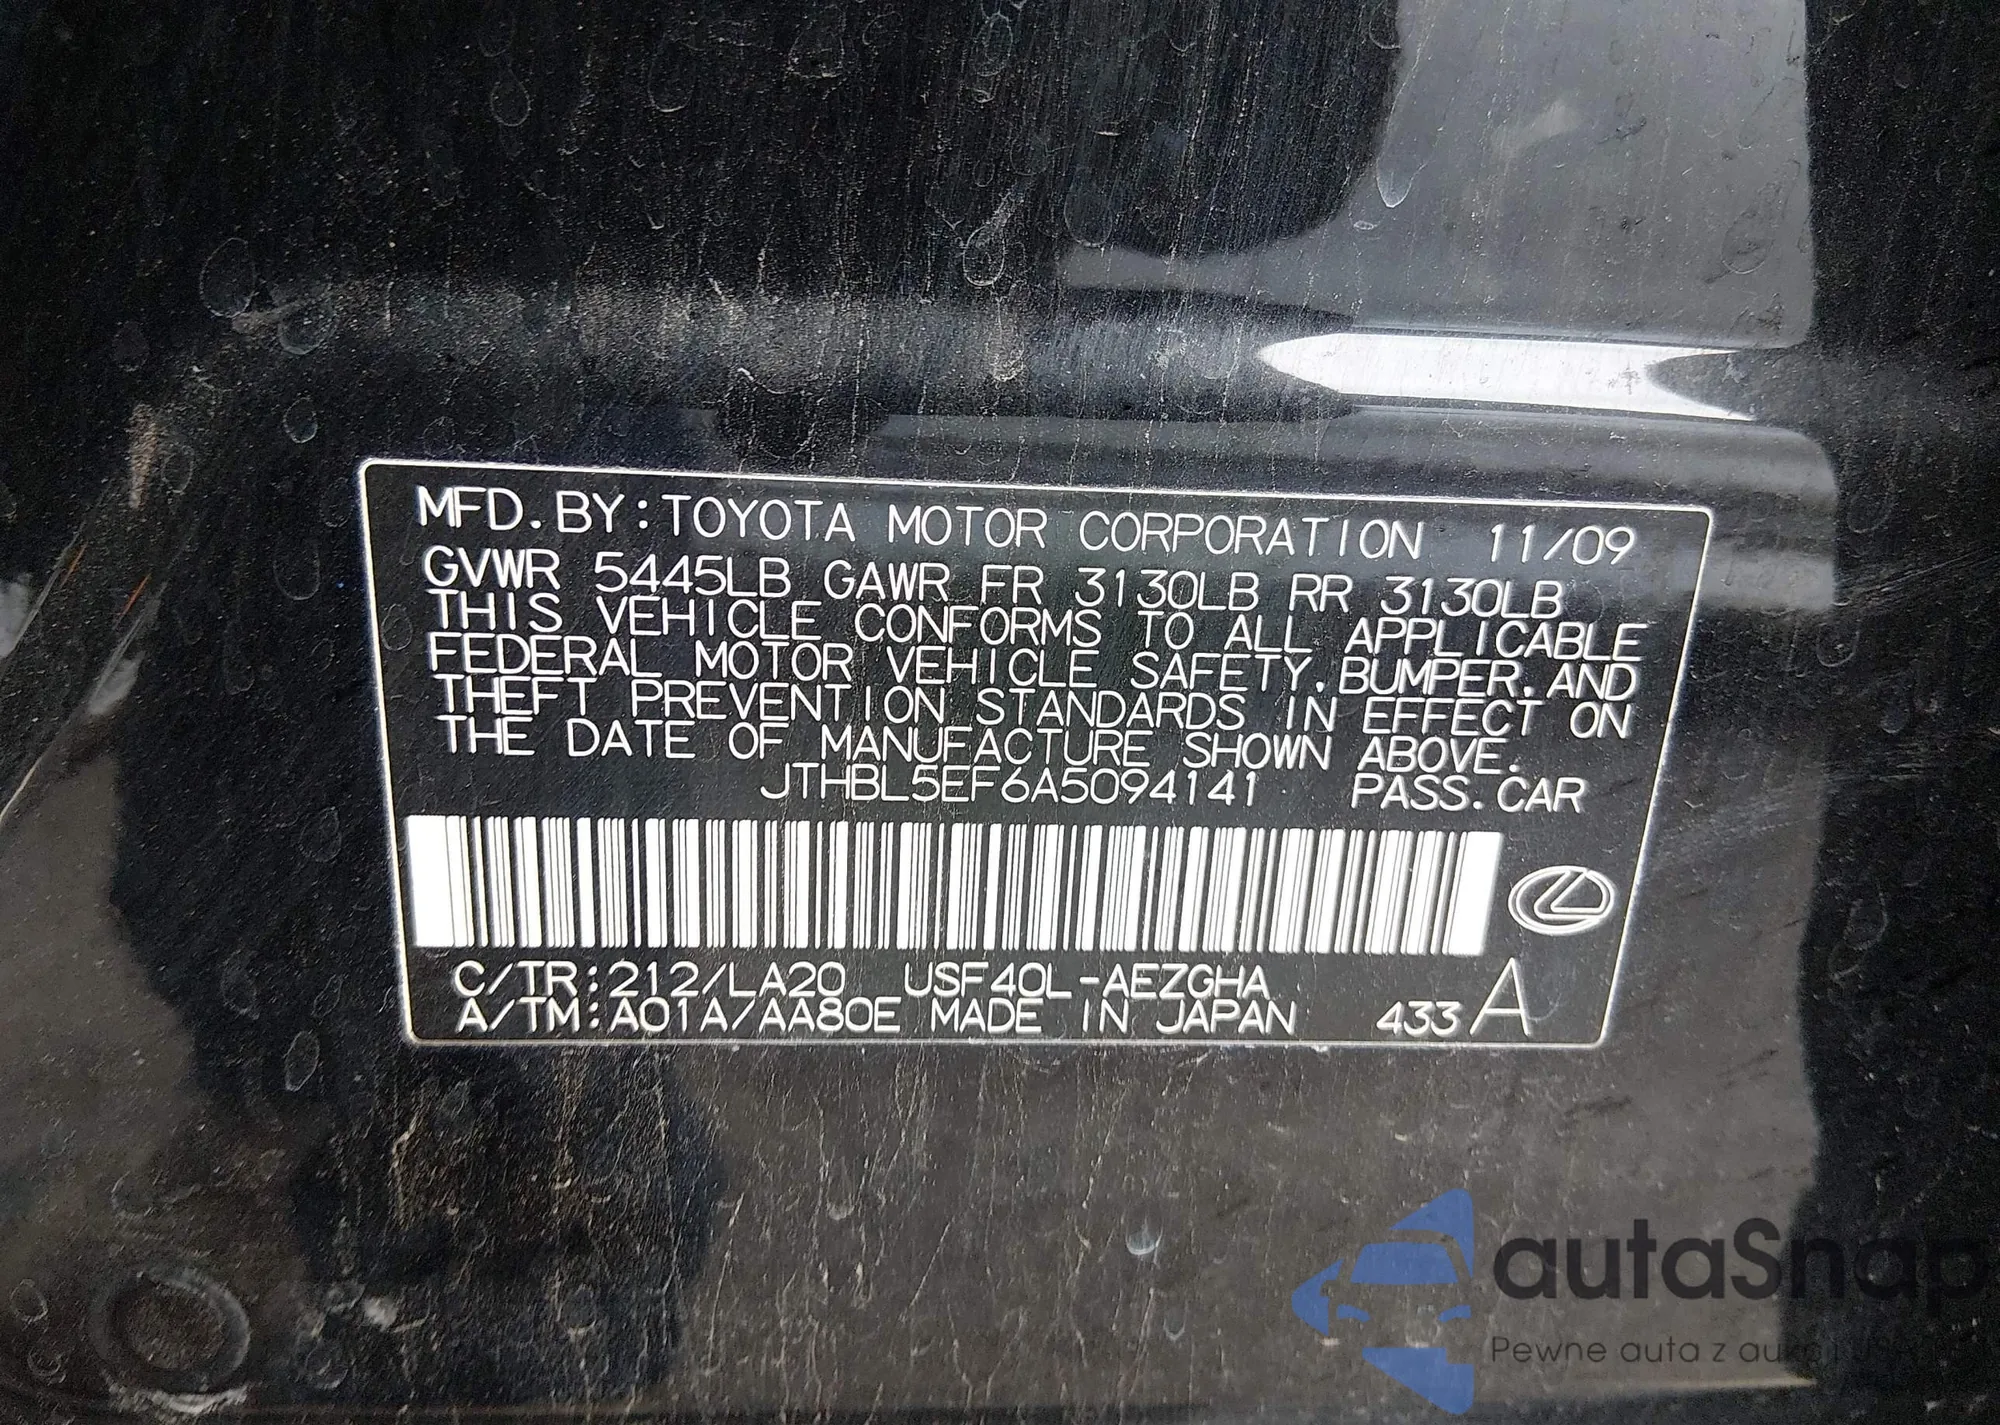 MFD. BY: TOYOTA MOTOR CORPORATION 11/09
GVWR 5445LB GAWR FR 3130LB RR 3130LB
THIS VEHICLE CONFORMS TO ALL APPLICABLE
FEDERAL MOTOR VEHICLE SAFETY, BUMPER, AND
THEFT PREVENTION STANDARDS IN EFFECT ON
THE DATE OF MANUFACTURE SHOWN ABOVE.
JTHBL5EF6A5094141 PASS. CAR
C/TR: 212/LA20 USF40L-AEZGHA
A/TM: A01A/AA80E MADE IN JAPAN 433 A
autaSnap
Pewne auta z aukcji USA